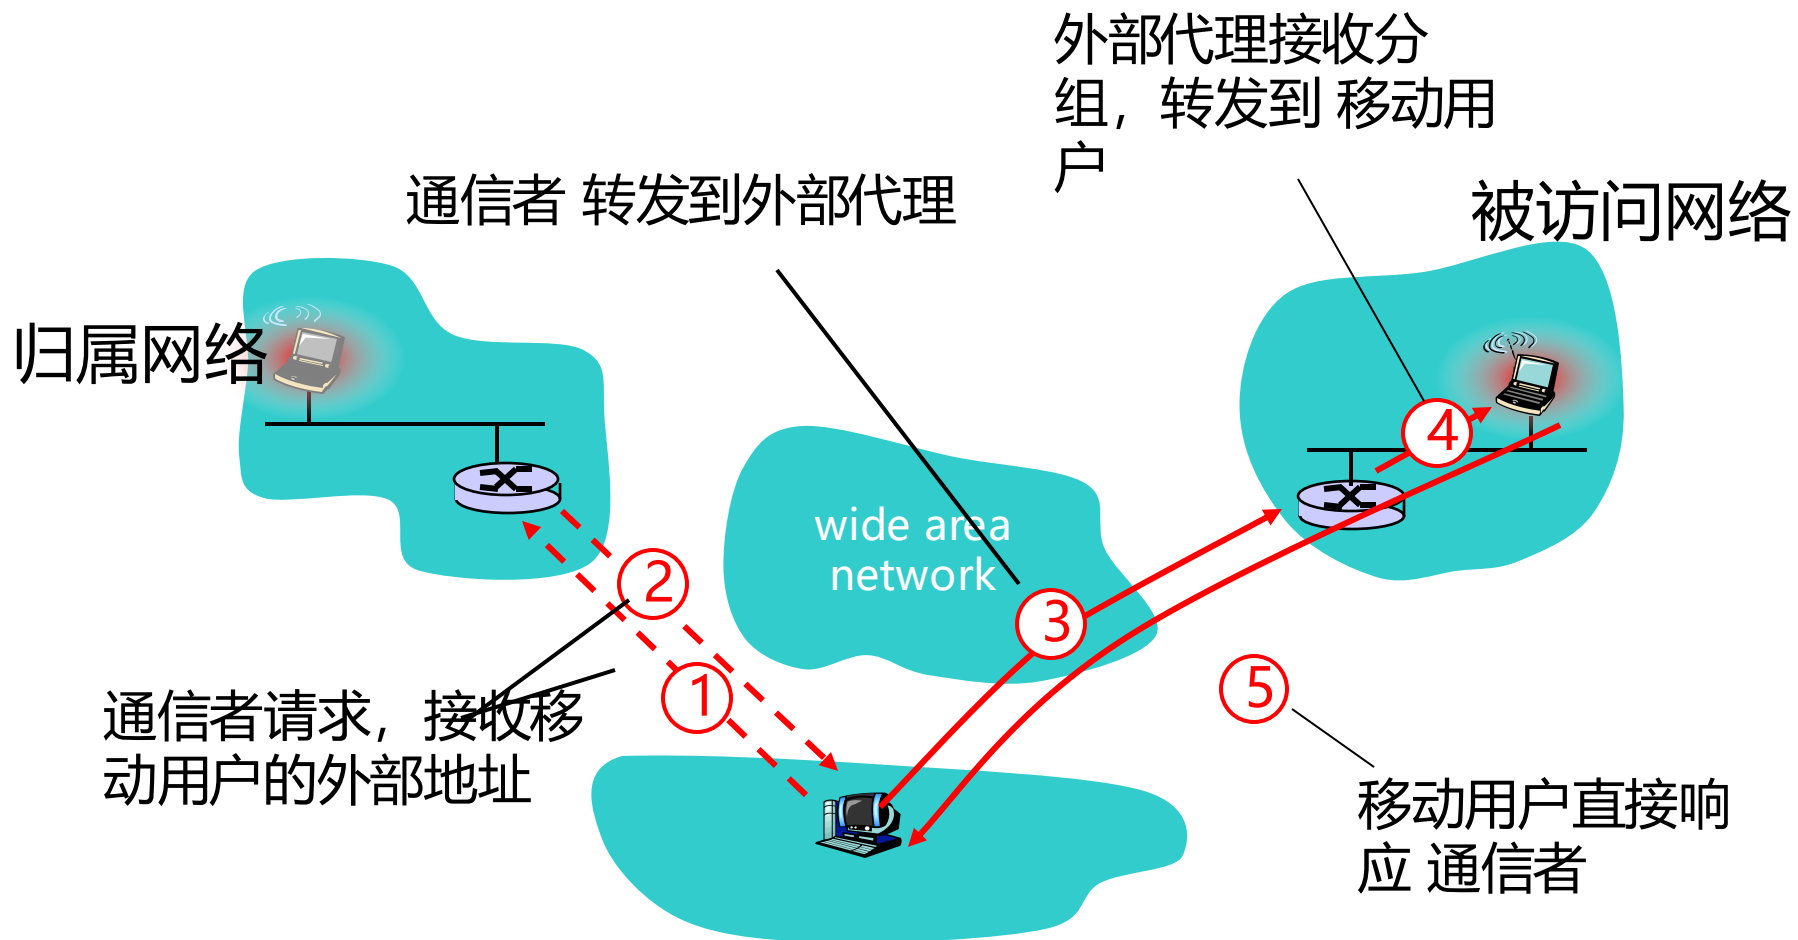 外部代理接收分
组，转发到 移动用
户
通信者 转发到外部代理
被访问网络
归属网络
4
wide area
network
2
3
1
5
通信者请求，接收移
动用户的外部地址
移动用户直接响
应 通信者